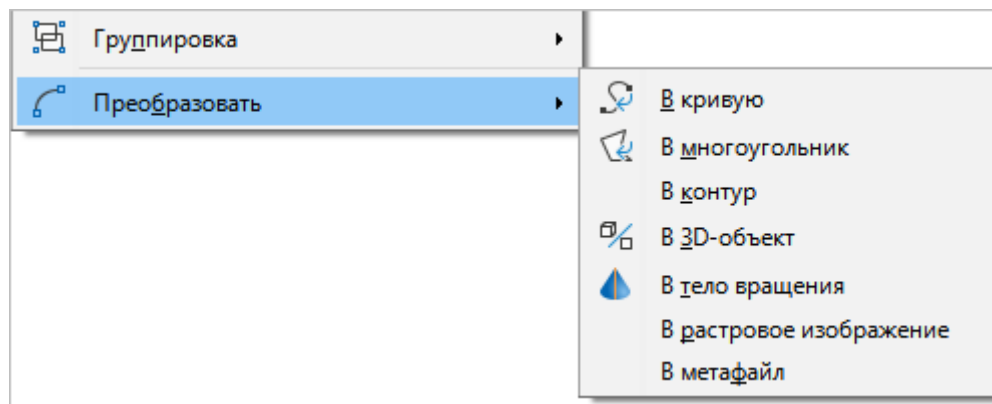 Группировка
Преобразовать
В кривую
В многоугольник
В контур
В 3D-объект
В тело вращения
В растровое изображение
В метафайл